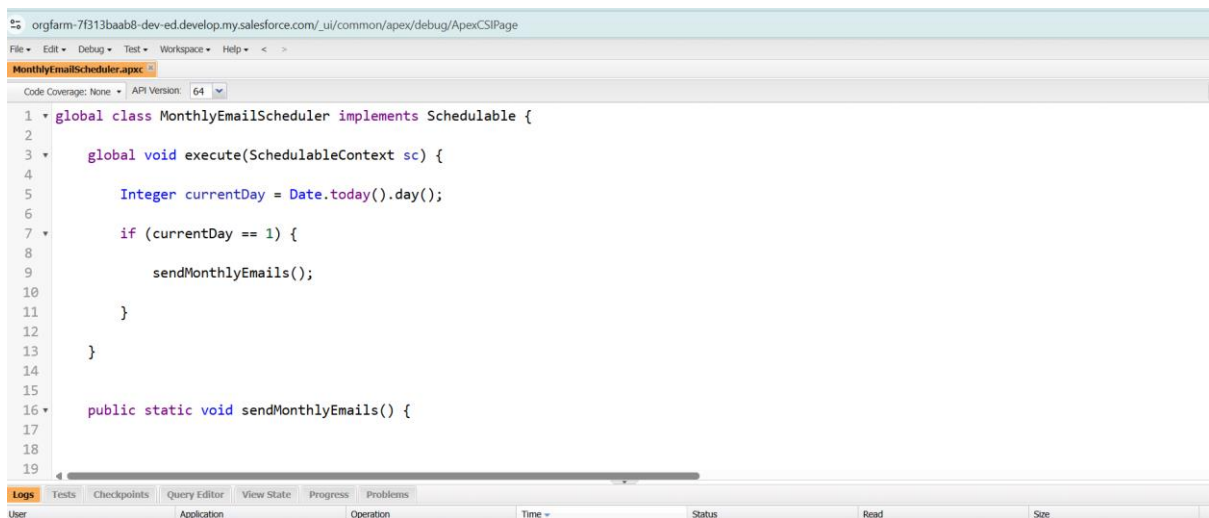 orgfarm-7f313baab8-dev-ed.develop.my.salesforce.com/_ui/common/apex/debug/ApexCSIPage
File Edit Debug Test Workspace Help < >
MonthlyEmailScheduler.apxc
Code Coverage: None API Version: 64
1 global class MonthlyEmailScheduler implements Schedulable {
2
3 global void execute(SchedulableContext sc) {
4
5 Integer currentDay = Date.today().day();
6
7 if (currentDay == 1) {
8
9 sendMonthlyEmails();
10
11 }
12
13 }
14
15
16 public static void sendMonthlyEmails() {
17
18
19
Logs Tests Checkpoints Query Editor View State Progress Problems
User Application Operation Time Status Read Size